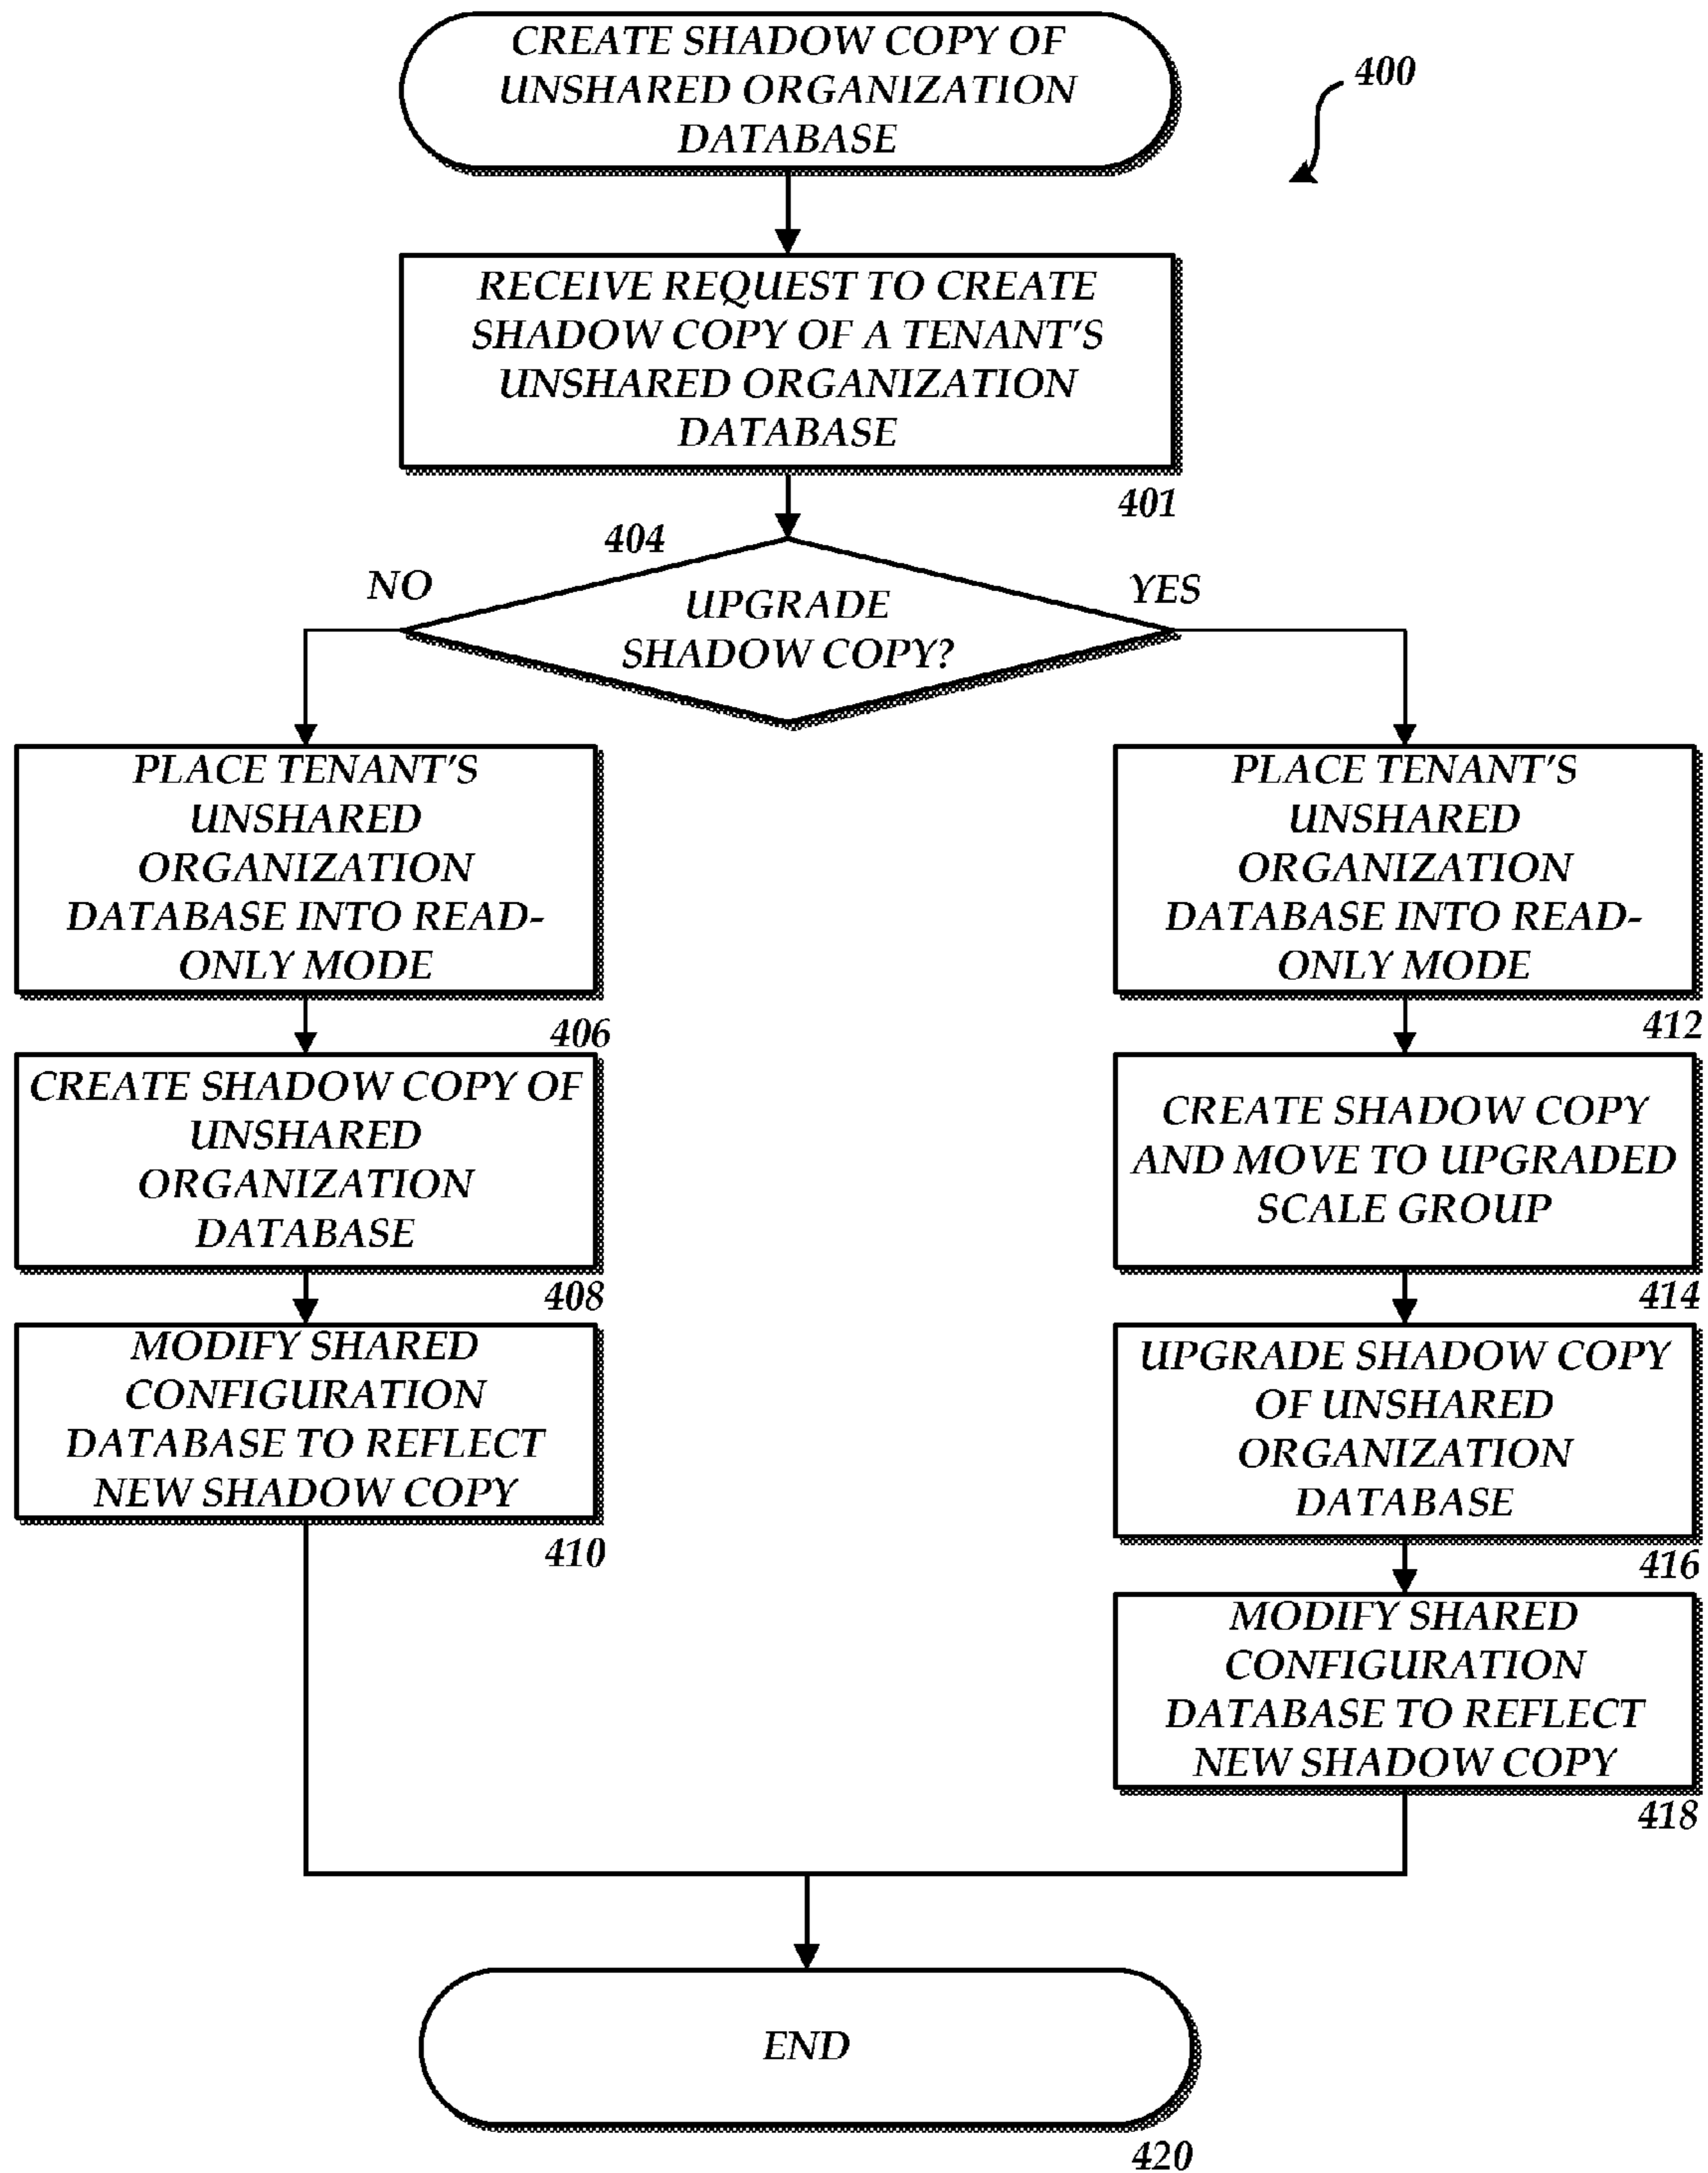 CREATE SHADOW COPY OF
UNSHARED ORGANIZATION
DATABASE
400
RECEIVE REQUEST TO CREATE
SHADOW COPY OF A TENANT'S
UNSHARED ORGANIZATION
DATABASE
401
404
NO
YES
UPGRADE
SHADOW COPY?
PLACE TENANT'S
UNSHARED
ORGANIZATION
DATABASE INTO READ-
ONLY MODE
406
CREATE SHADOW COPY OF
UNSHARED
ORGANIZATION
DATABASE
408
MODIFY SHARED
CONFIGURATION
DATABASE TO REFLECT
NEW SHADOW COPY
410
PLACE TENANT'S
UNSHARED
ORGANIZATION
DATABASE INTO READ-
ONLY MODE
412
CREATE SHADOW COPY
AND MOVE TO UPGRADED
SCALE GROUP
414
UPGRADE SHADOW COPY
OF UNSHARED
ORGANIZATION
DATABASE
416
MODIFY SHARED
CONFIGURATION
DATABASE TO REFLECT
NEW SHADOW COPY
418
END
420